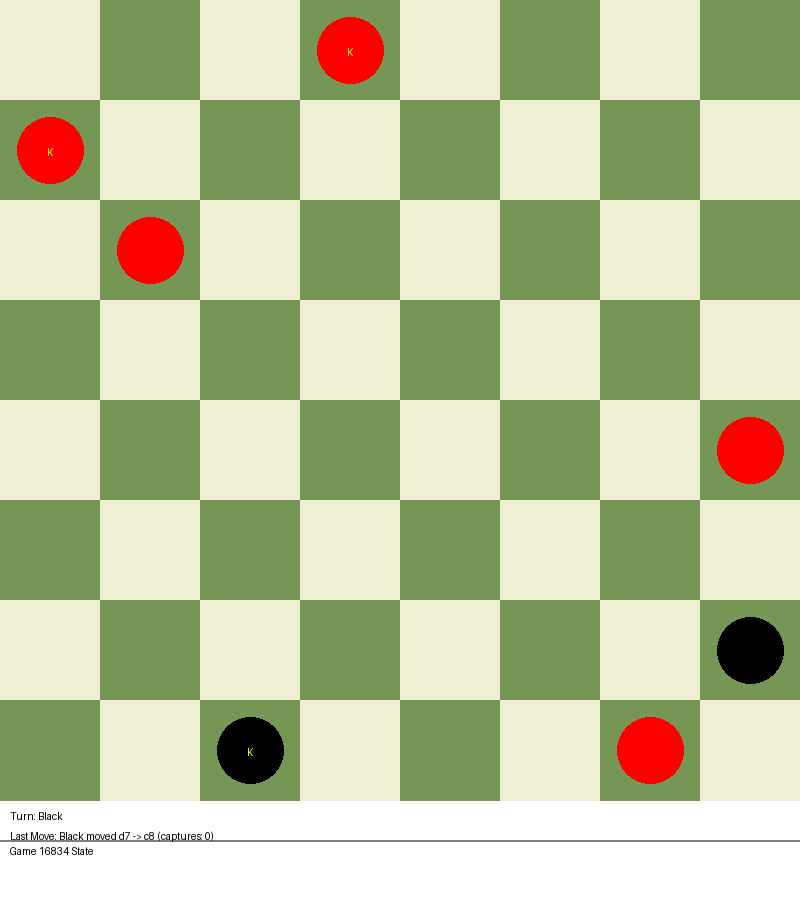 K
K
K
Turn: Black
Last Move: Black moved d7 -> c8 (captures: 0)
Game 16834 State